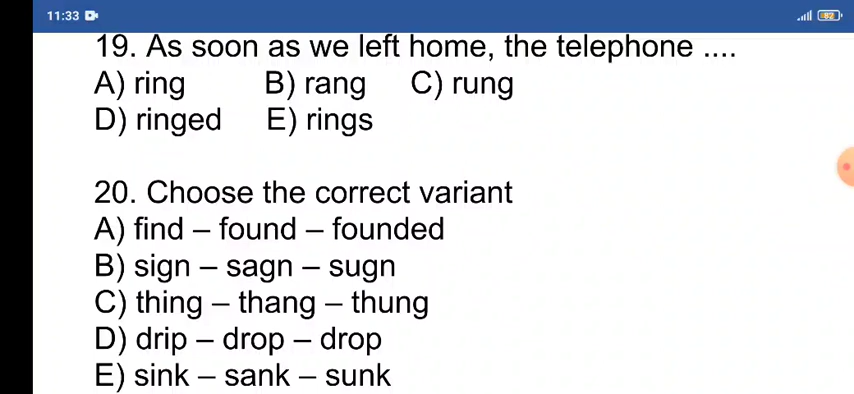 11:33 82
19. As soon as we left home, the telephone ....
A) ring B) rang C) rung
D) ringed E) rings
20. Choose the correct variant
A) find – found – founded
B) sign – sagn – sugn
C) thing – thang – thung
D) drip – drop – drop
E) sink – sank – sunk